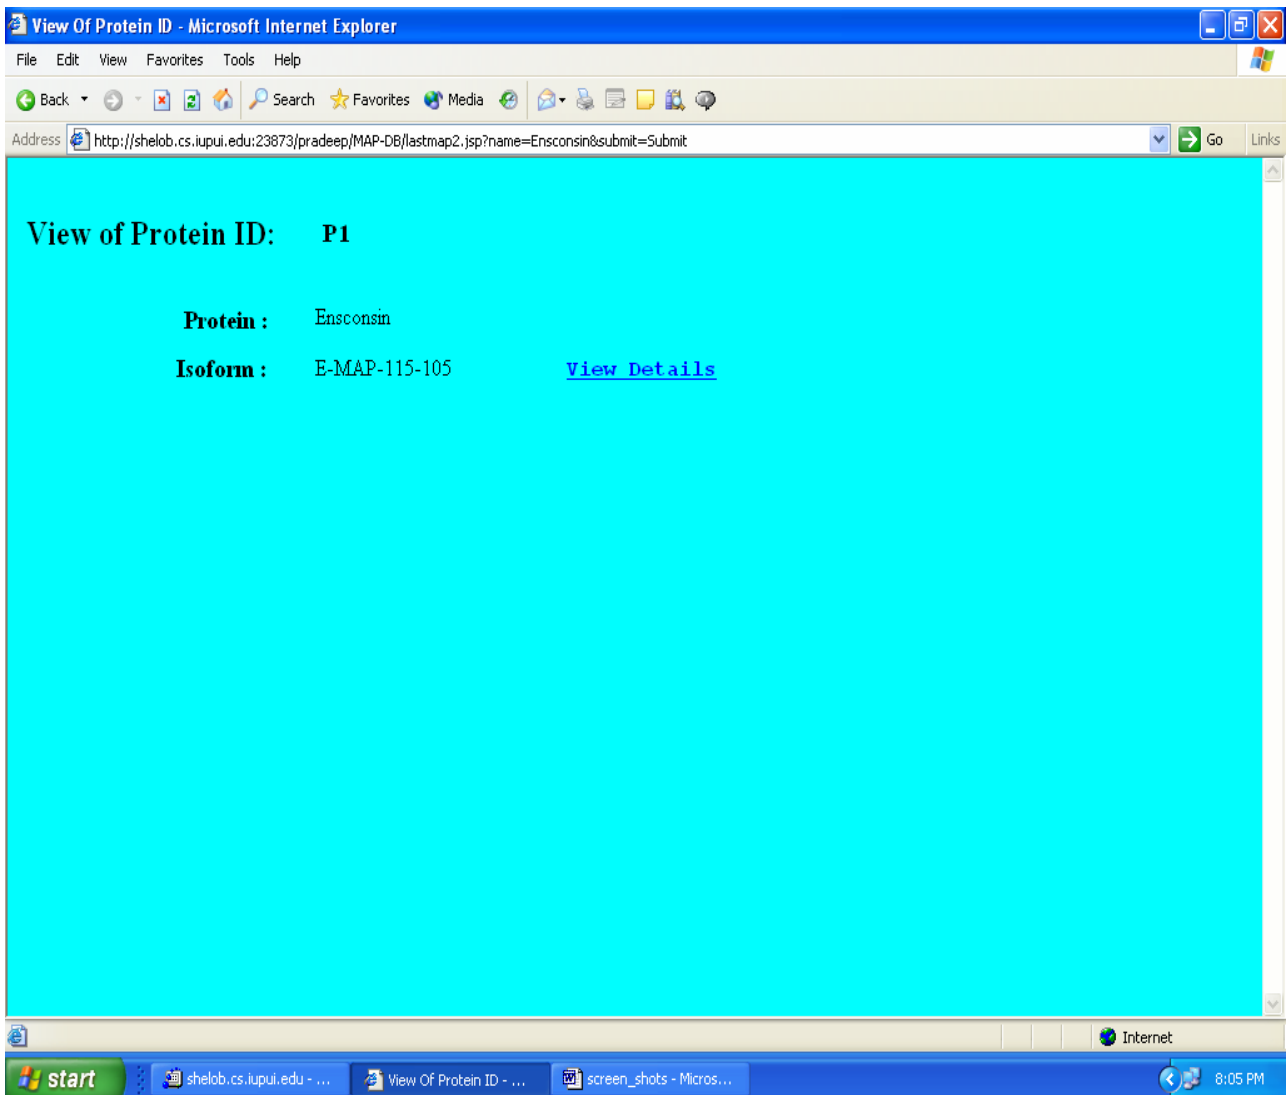 View Of Protein ID - Microsoft Internet Explorer
File Edit View Favorites Tools Help
Back Search Favorites Media
Address http://shelob.cs.iupui.edu:23873/pradeep/MAP-DB/lastmap2.jsp?name=Ensconsin&submit=Submit Go Links
View of Protein ID: P1
Protein : Ensconsin
Isoform : E-MAP-115-105 View Details
Internet
start shelob.cs.iupui.edu - ... View Of Protein ID - ... screen_shots - Micros... 8:05 PM